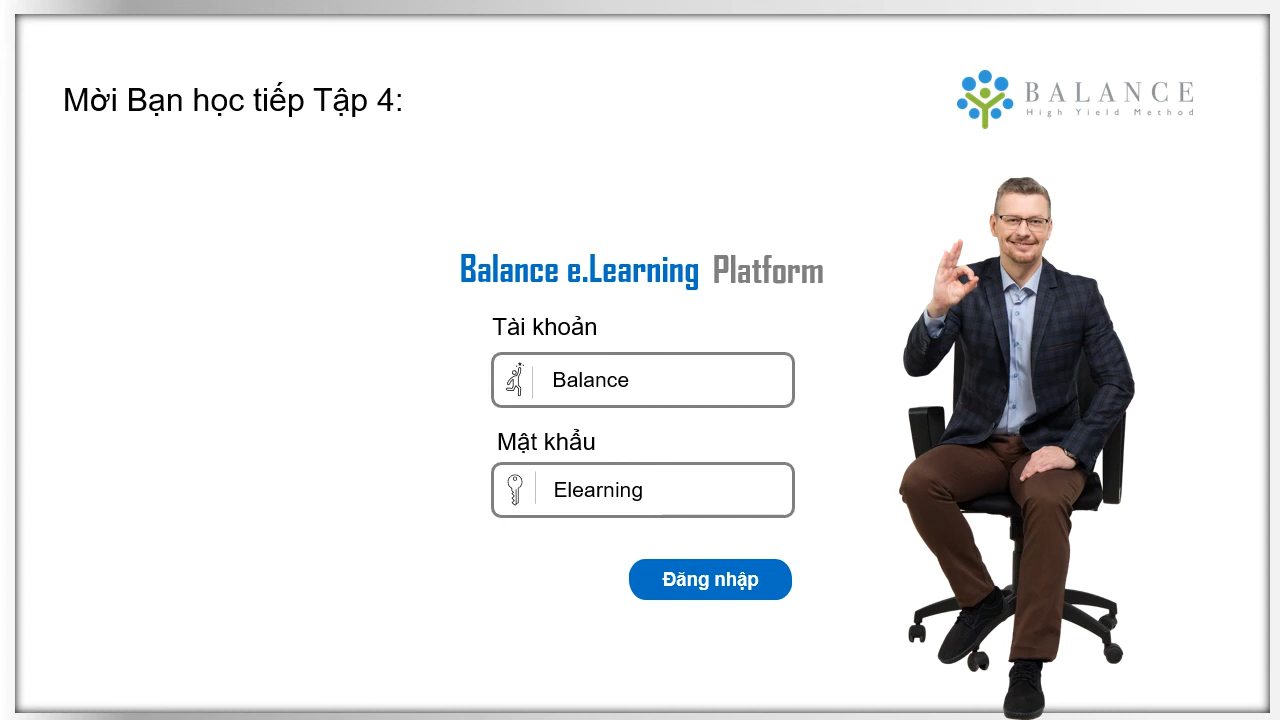 Mời Bạn học tiếp Tập 4:
BALANCE
High Yield Method
Balance e.Learning Platform
Tài khoản
Balance
Mật khẩu
Elearning
Đăng nhập